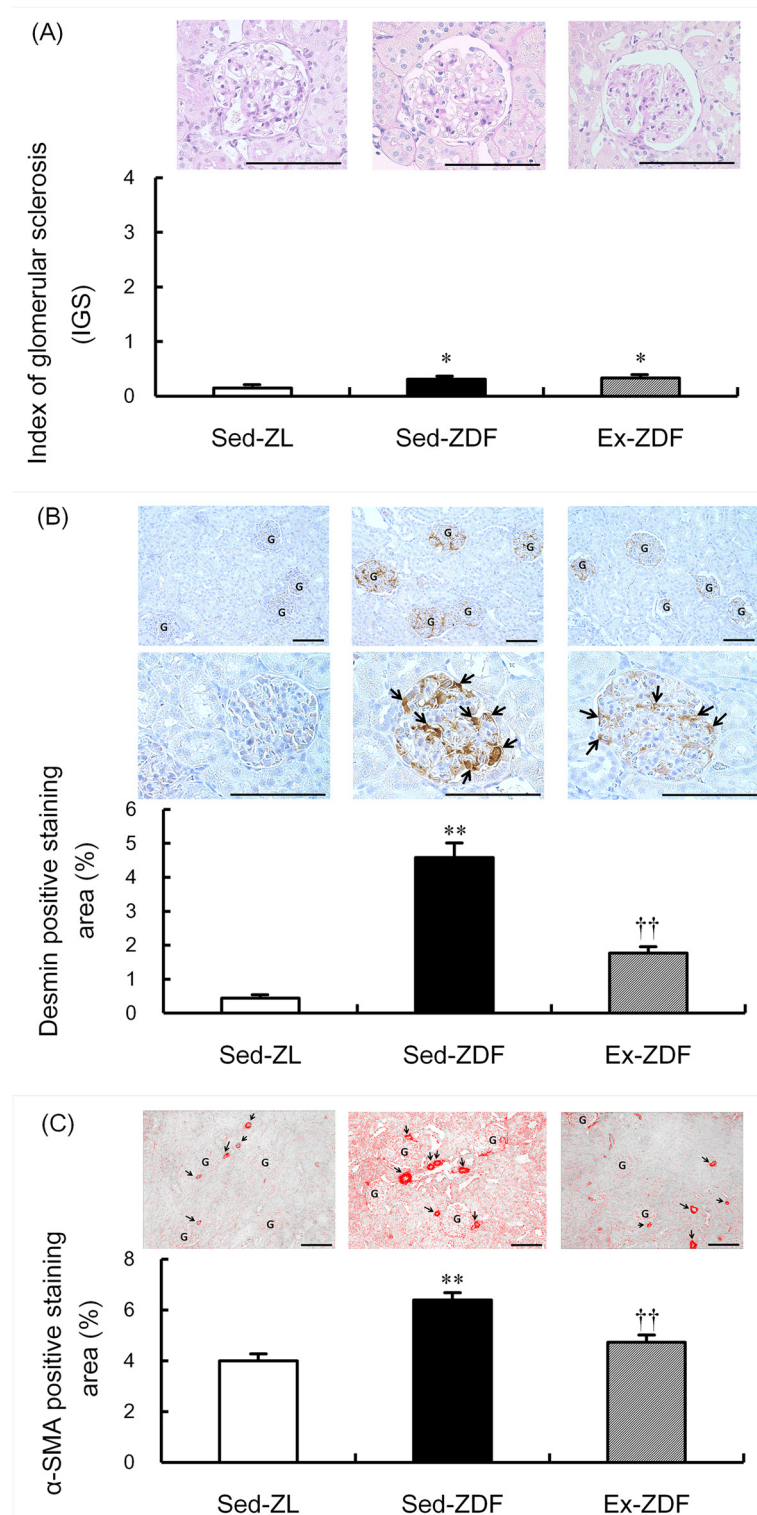 (A)
Index of glomerular sclerosis
(IGS)
4
3
2
1
0
*
*
Sed-ZL
Sed-ZDF
Ex-ZDF
(B)
G
G
G
G
G
G
G
G
G
G
G
G
G
G
Desmin positive staining
area (%)
6
5
4
3
2
1
0
**
††
Sed-ZL
Sed-ZDF
Ex-ZDF
(C)
G
G
G
G
G
G
G
G
G
G
G
α-SMA positive staining
area (%)
8
6
4
2
0
**
††
Sed-ZL
Sed-ZDF
Ex-ZDF